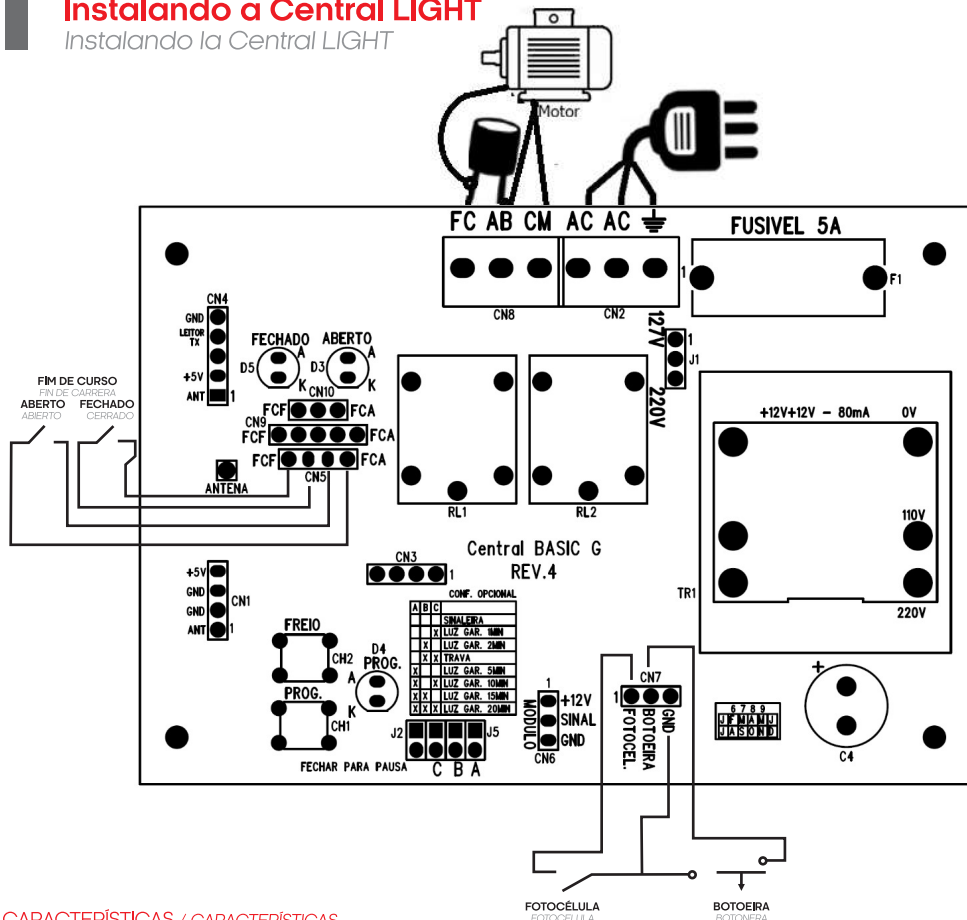 Instalando a Central LIGHT
Instalando la Central LIGHT
Motor
FC AB CM AC AC
FUSIVEL 5A
1
F1
CN8
CN2
CN4
GND
LEITOR
TX
+5V
ANT
1
FECHADO
ABERTO
D5
A
K
D3
A
K
127V
220V
1
J1
CN10
FCF
FCA
CN9
FCF
FCA
FCF
FCA
CN5
FIM DE CURSO
FIN DE CARRERA
ABERTO
ABIERTO
FECHADO
CERRADO
ANTENA
RL1
RL2
+12V+12V - 80mA
0V
110V
220V
TR1
Central BASIC G
REV.4
CN3
1
+5V
GND
GND
ANT
1
CN1
CONF. OPCIONAL
A B C
SINALEIRA
X LUZ GAR. 1MIN
X LUZ GAR. 2MIN
X X TRAVA
X LUZ GAR. 5MIN
X X LUZ GAR. 10MIN
X X LUZ GAR. 15MIN
X X X LUZ GAR. 20MIN
FREIO
CH2
PROG.
CH1
D4
PROG.
A
K
J2
J5
FECHAR PARA PAUSA
C B A
1
MODULO
+12V
SINAL
GND
CN6
CN7
1
FOTOCEL.
BOTOEIRA
GND
6 7 8 9
J F M A M J
J A S O N D
+
C4
FOTOCÉLULA
FOTOCÉLULA
BOTOEIRA
BOTONERA
CARACTERÍSTICAS / CARACTERÍSTICAS